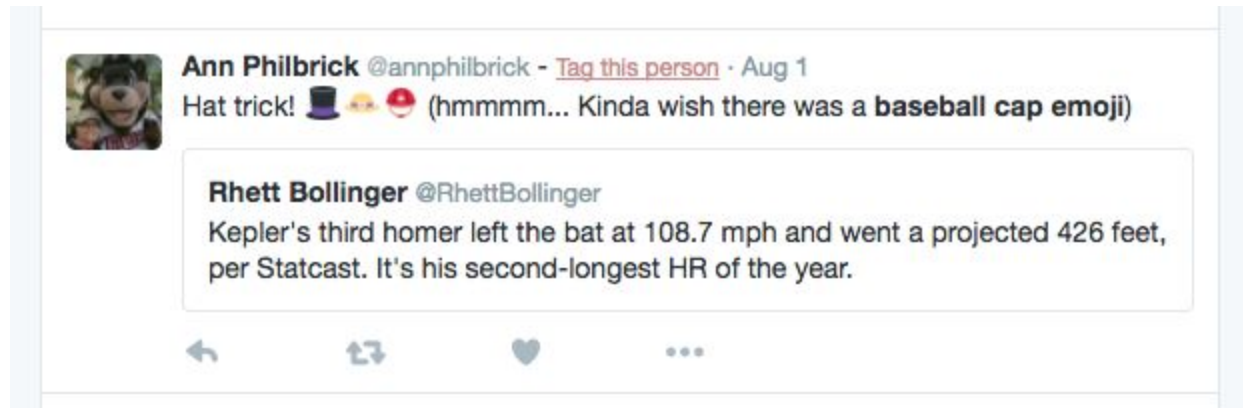 Ann Philbrick @annphilbrick - Tag this person · Aug 1
Hat trick! 🎩👒⛑ (hmmmm... Kinda wish there was a baseball cap emoji)
Rhett Bollinger @RhettBollinger
Kepler's third homer left the bat at 108.7 mph and went a projected 426 feet,
per Statcast. It's his second-longest HR of the year.